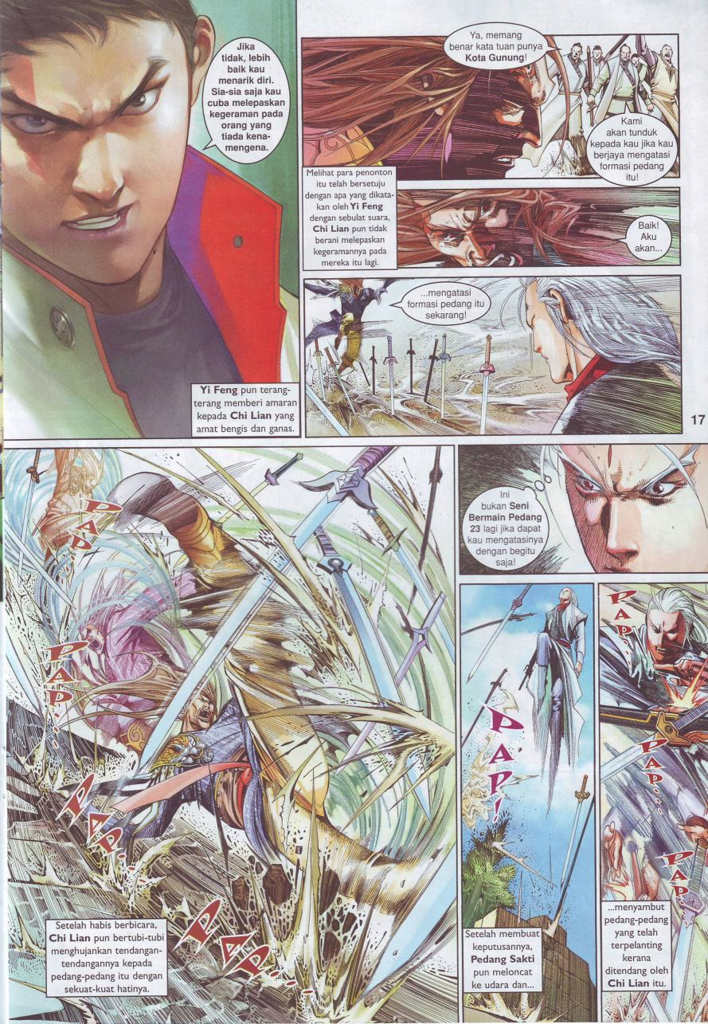 Jika
tidak, lebih
baik kau
menarik diri.
Sia-sia saja kau
cuba melepaskan
kegeraman pada
orang yang
tiada kena-
mengena.
Yi Feng pun terang-
terang memberi amaran
kepada Chi Lian yang
amat bengis dan ganas.
Ya, memang
benar kata tuan punya
Kota Gunung!
Kami
akan tunduk
kepada kau jika kau
berjaya mengatasi
formasi pedang
itu!
Melihat para penonton
itu telah bersetuju
dengan apa yang dikata-
kan oleh Yi Feng
dengan sebulat suara,
Chi Lian pun tidak
berani melepaskan
kegeramannya pada
mereka itu lagi.
Baik!
Aku
akan...
...mengatasi
formasi pedang itu
sekarang!
17
PAP
PAP...
PAP
PAP...
PAP
PAP...
Setelah habis berbicara,
Chi Lian pun bertubi-tubi
menghujankan tendangan-
tendangannya kepada
pedang-pedang itu dengan
sekuat-kuat hatinya.
Ini
bukan Seni
Bermain Pedang
23 lagi jika dapat
kau mengatasinya
dengan begitu
saja!
PAP
PAP!
Setelah membuat
keputusannya,
Pedang Sakti
pun meloncat
ke udara dan...
PAP
PAP...
PAP...
...menyambut
pedang-pedang
yang telah
terpelanting
kerana
ditendang oleh
Chi Lian itu.